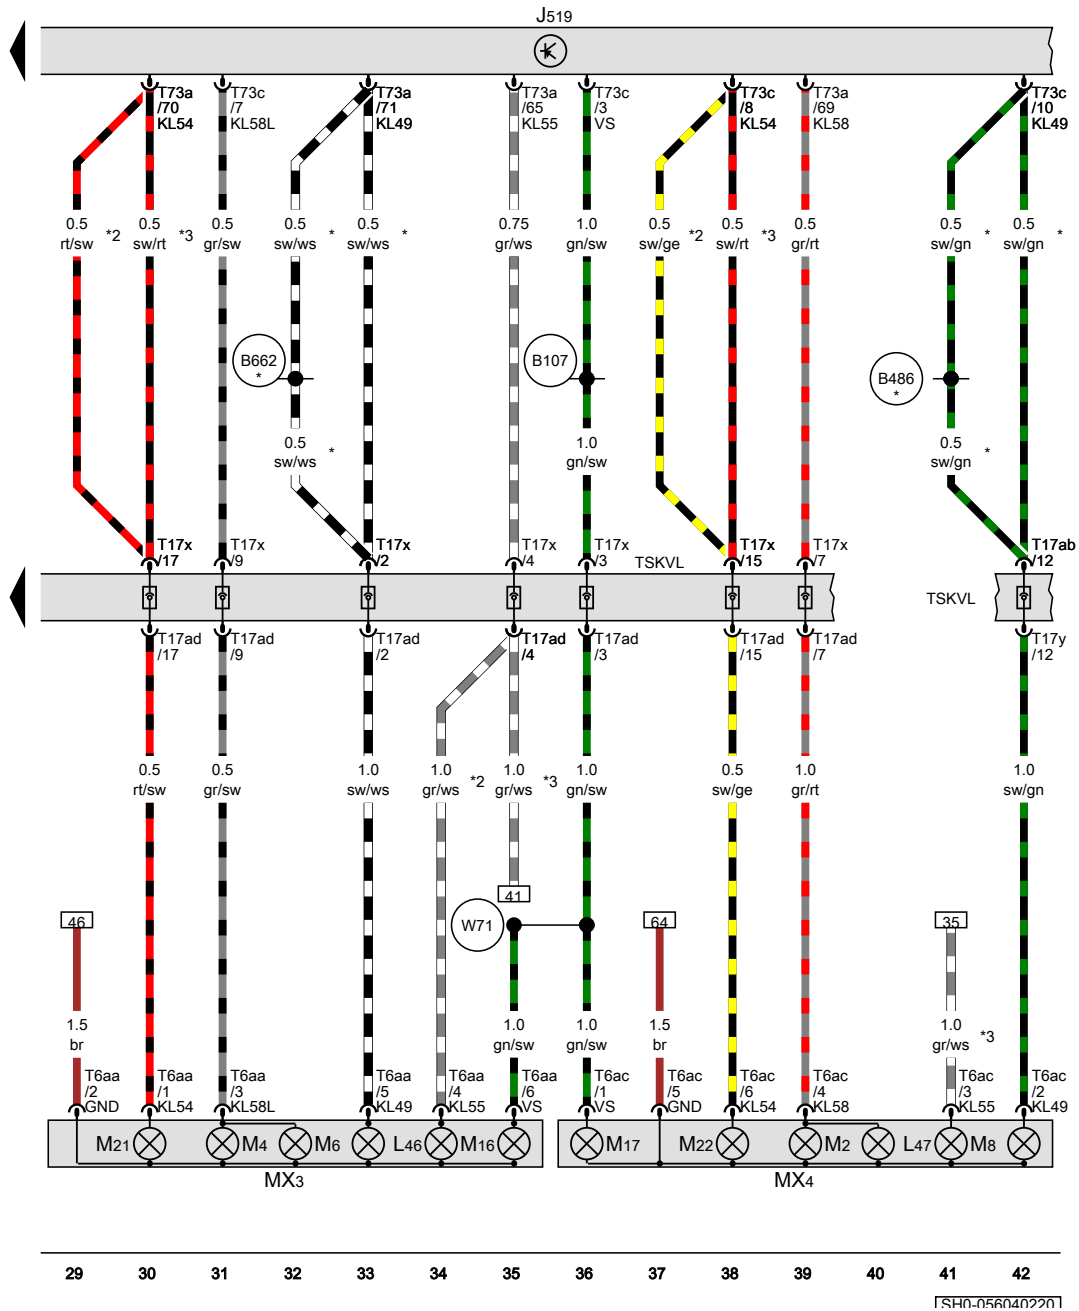 J519
T73a T73c T73a T73a T73c T73c T73a T73c
/70 /7 /71 /65 /3 /8 /69 /10
KL54 KL58L KL49 KL55 VS KL54 KL58 KL49
0.5 0.5 0.5 0.5 0.5 0.75 1.0 0.5 0.5 0.5 0.5 0.5
rt/sw *2 sw/rt *3 gr/sw sw/ws * sw/ws * gr/ws gn/sw sw/ge *2 sw/rt *3 gr/rt sw/gn * sw/gn *
B662 B107 B486
* *
0.5 1.0 0.5
sw/ws * gn/sw sw/gn *
T17x T17x T17x T17x T17x T17x T17x T17ab
/17 /9 /2 /4 /3 TSKVL /15 /7 /12
TSKVL
T17ad T17ad T17ad T17ad T17ad T17ad T17ad T17y
/17 /9 /2 /4 /3 /15 /7 /12
0.5 0.5 1.0 1.0 1.0 1.0 0.5 1.0 1.0
rt/sw gr/sw sw/ws gr/ws *2 gr/ws *3 gn/sw sw/ge gr/rt sw/gn
41
46 W71 64 35
1.5 1.0 1.0 1.5 1.0
br gn/sw gn/sw br gr/ws *3
T6aa T6aa T6aa T6aa T6aa T6aa T6ac T6ac T6ac T6ac T6ac T6ac
/2 /1 /3 /5 /4 /6 /1 /5 /6 /4 /3 /2
GND KL54 KL58L KL49 KL55 VS VS GND KL54 KL58 KL55 KL49
M21 M4 M6 L46 M16 M17 M22 M2 L47 M8
MX3 MX4
29 30 31 32 33 34 35 36 37 38 39 40 41 42
SH0-056040220